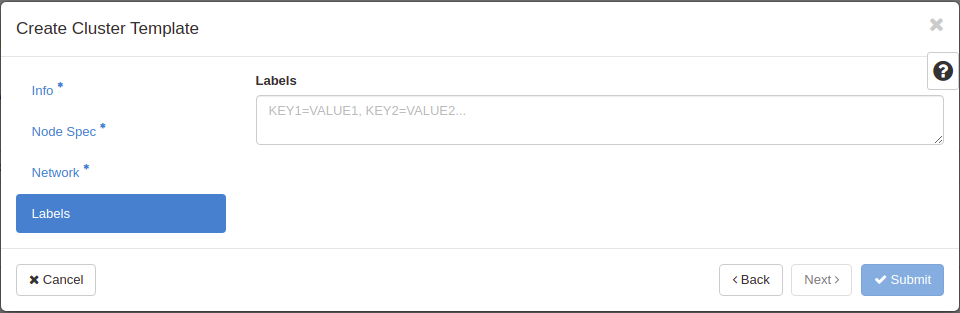 Create Cluster Template
Info *
Node Spec *
Network *
Labels
Labels
KEY1=VALUE1, KEY2=VALUE2...
Cancel
Back
Next
Submit